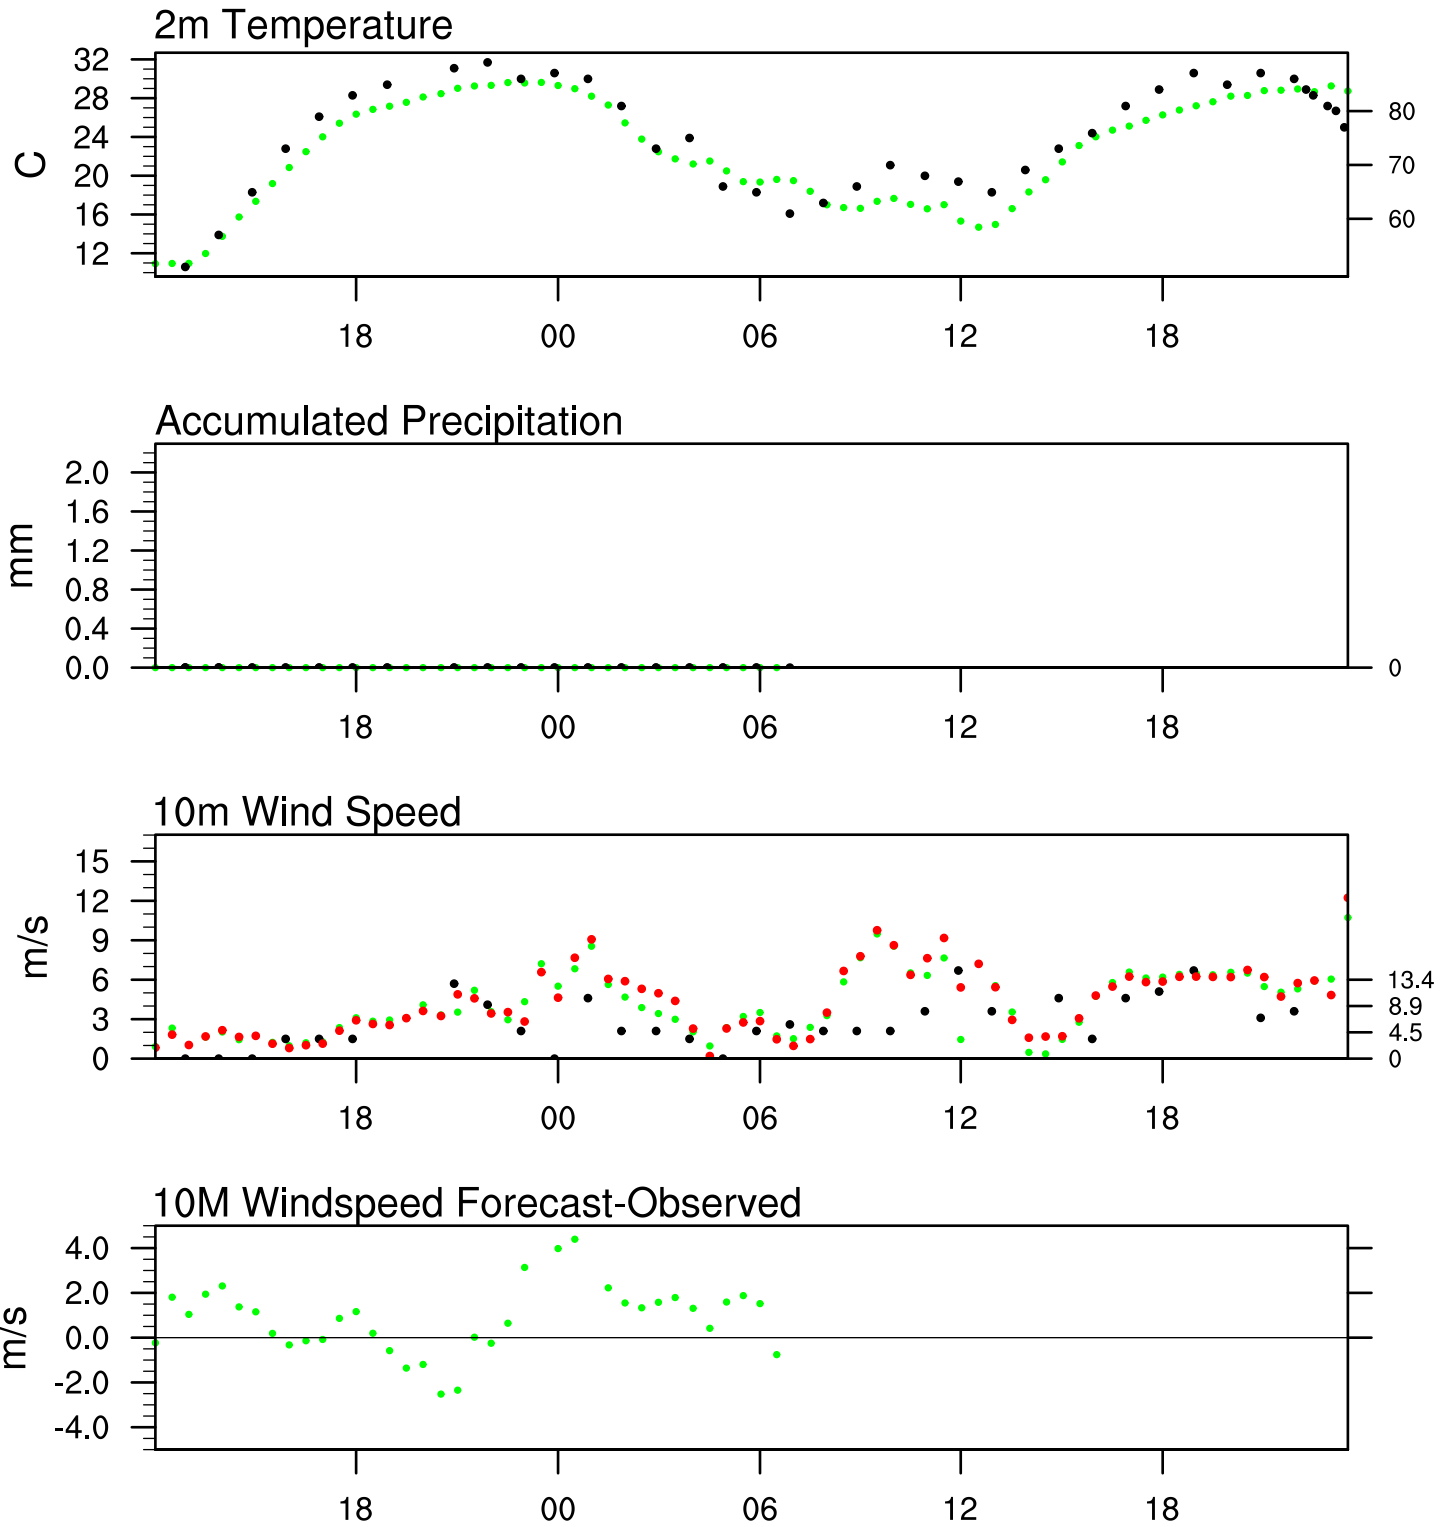 2m Temperature
32
28
24
20
16
12
C
80
70
60
18 00 06 12 18
Accumulated Precipitation
2.0
1.6
1.2
0.8
0.4
0.0
mm
0
18 00 06 12 18
10m Wind Speed
15
12
9
6
3
0
m/s
13.4
8.9
4.5
0
18 00 06 12 18
10M Windspeed Forecast-Observed
4.0
2.0
0.0
-2.0
-4.0
m/s
18 00 06 12 18